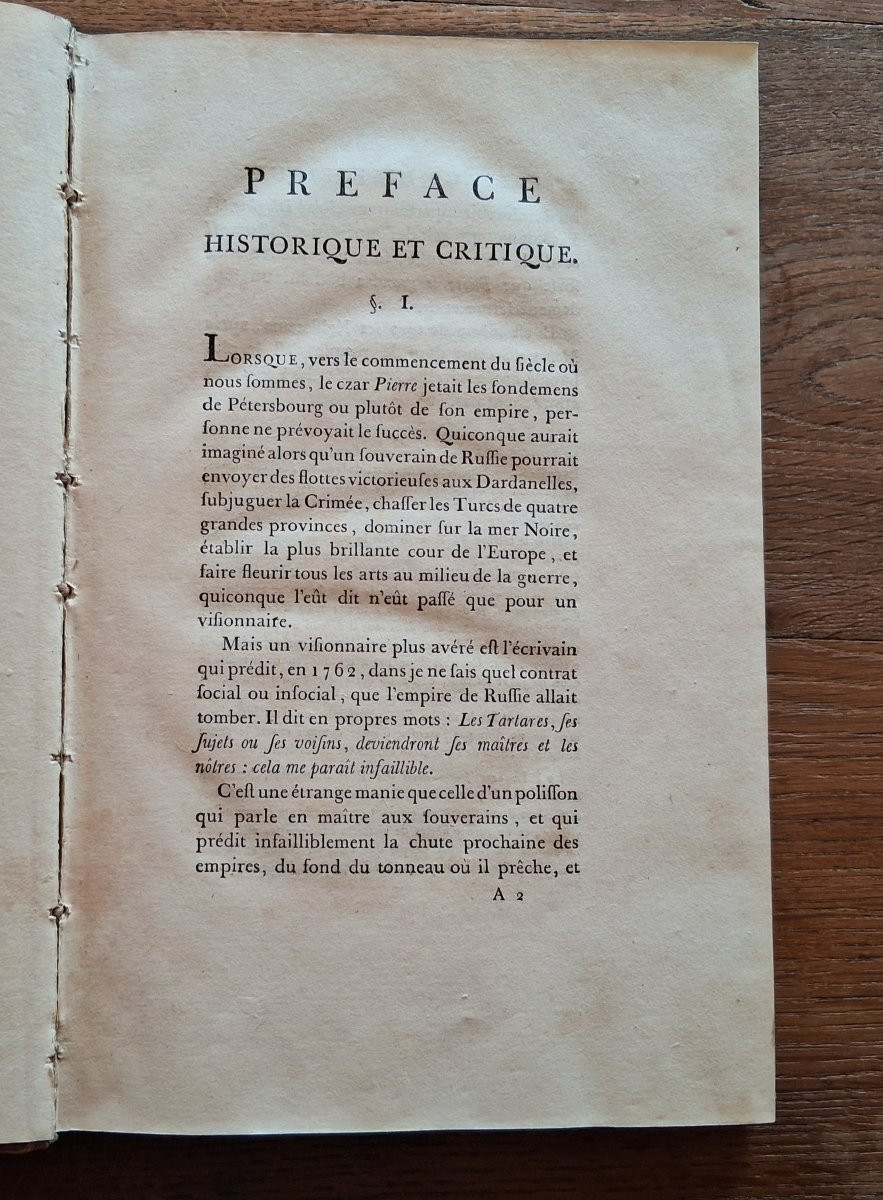 PREFACE
HISTORIQUE ET CRITIQUE.
§. I.
LORSQUE, vers le commencement du ſiècle où
nous ſommes, le czar Pierre jetait les fondemens
de Pétersbourg ou plutôt de ſon empire, per-
ſonne ne prévoyait le ſuccès. Quiconque aurait
imaginé alors qu'un ſouverain de Ruſſie pourrait
envoyer des flottes victorieuſes aux Dardanelles,
ſubjuguer la Crimée, chaſſer les Turcs de quatre
grandes provinces, dominer ſur la mer Noire,
établir la plus brillante cour de l'Europe, et
faire fleurir tous les arts au milieu de la guerre,
quiconque l'eût dit n'eût paſſé que pour un
viſionnaire.
Mais un viſionnaire plus avéré eſt l'écrivain
qui prédit, en 1762, dans je ne ſais quel contrat
ſocial ou inſocial, que l'empire de Ruſſie allait
tomber. Il dit en propres mots : Les Tartares, ſes
ſujets ou ſes voiſins, deviendront ſes maîtres et les
nôtres : cela me paraît infaillible.
C'eſt une étrange manie que celle d'un poliſſon
qui parle en maître aux ſouverains, et qui
prédit infailliblement la chute prochaine des
empires, du fond du tonneau où il prêche, et
A 2